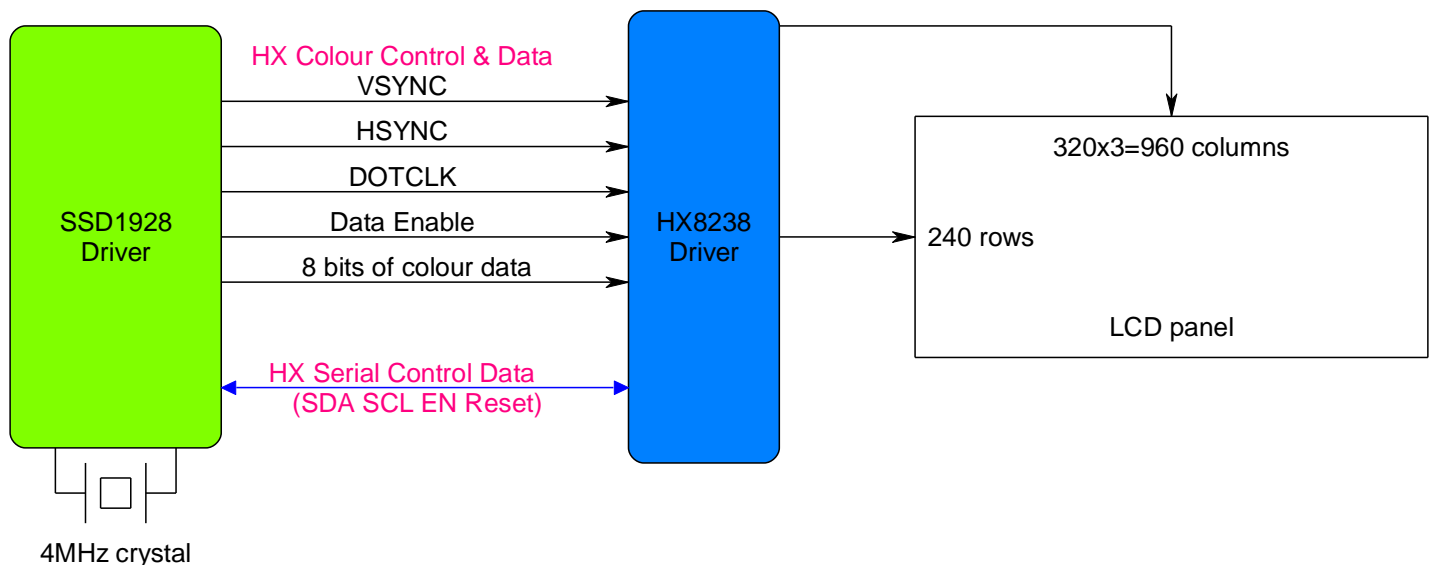 SSD1928
Driver
4MHz crystal
HX Colour Control & Data
VSYNC
HSYNC
DOTCLK
Data Enable
8 bits of colour data
HX Serial Control Data
(SDA SCL EN Reset)
HX8238
Driver
320x3=960 columns
240 rows
LCD panel